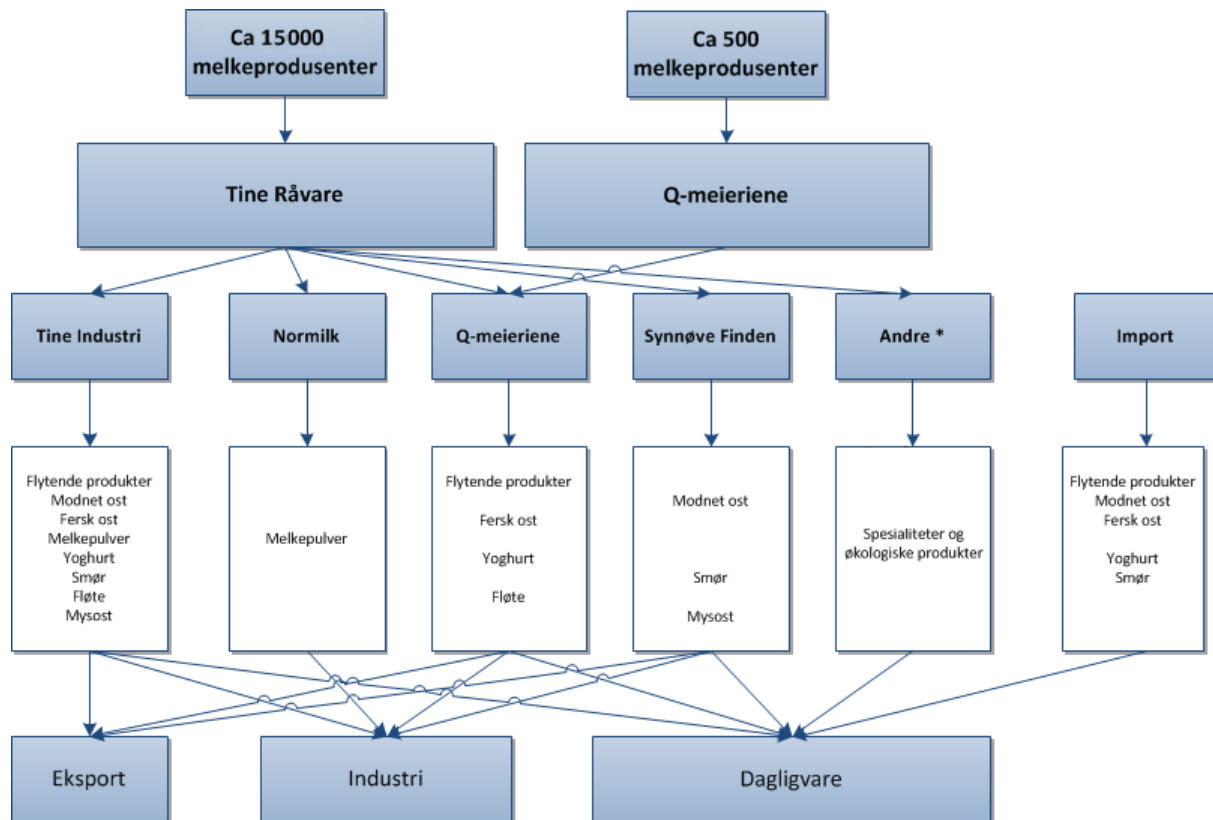 Ca 15000
melkeprodusenter
Ca 500
melkeprodusenter
Tine Råvare
Q-meieriene
Tine Industri
Normilk
Q-meieriene
Synnøve Finden
Andre *
Import
Flytende produkter
Modnet ost
Fersk ost
Melkepulver
Yoghurt
Smør
Fløte
Mysost
Melkepulver
Flytende produkter
Fersk ost
Yoghurt
Fløte
Modnet ost
Smør
Mysost
Spesialiteter og
økologiske produkter
Flytende produkter
Modnet ost
Fersk ost
Yoghurt
Smør
Eksport
Industri
Dagligvare